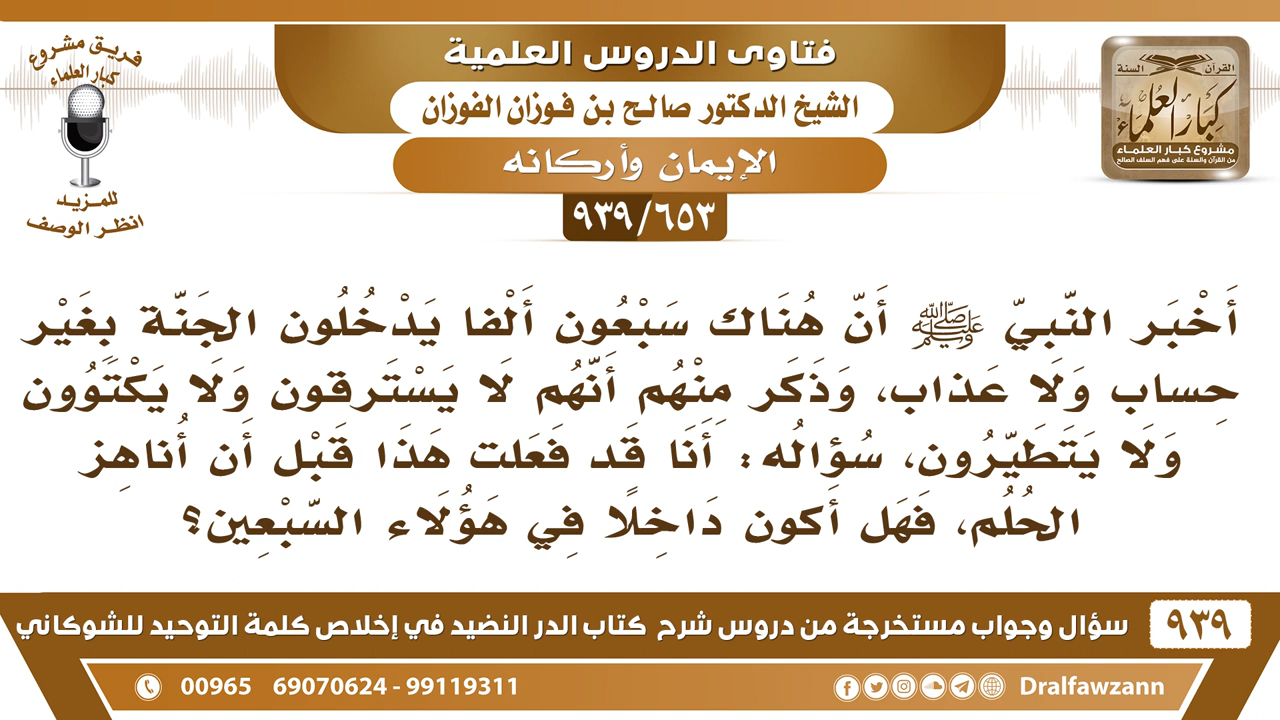 فتاوى الدروس العلمية
الشيخ الدكتور صالح بن فوزان الفوزان
الإيمان وأركانه
٩٣٩/٦٥٣
فريق مشروع
كبار العلماء
للمزيد
انظر الوصف
القرآن السنة
كبار العلماء
مشروع كبار العلماء
من القرآن والسنة على فهم السلف الصالح
أَخْبَر النّبيّ ﷺ أَنّ هُنَاك سَبْعُون أَلْفا يَدْخُلُون الجَنّة بِغَيْر
حِساب وَلَا عَذاب، وَذَكَر مِنْهُم أَنّهُم لا يَسْتَرقون وَلَا يَكْتَوُون
وَلَا يَتَطَيّرُون، سُؤالُه: أَنَا قَد فَعَلت هَذَا قَبْل أَن أُناهِز
الحُلُم، فَهَل أَكون دَاخِلًا فِي هَؤُلَاء السّبْعِين؟
٩٣٩
سؤال وجواب مستخرجة من دروس شرح كتاب الدر النضيد في إخلاص كلمة التوحيد للشوكاني
00965 69070624 - 99119311
Dralfawzann